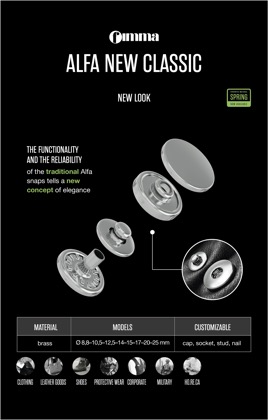 rimma
ALFA NEW CLASSIC
NEW LOOK
SPRING
THE FUNCTIONALITY
AND THE RELIABILITY
of the traditional Alfa
snaps tells a new
concept of elegance
MATERIAL MODELS CUSTOMIZABLE
brass Ø 8,8–10,5–12,5–14–15–17–20–25 mm cap, socket, stud, nail
CLOTHING LEATHER GOODS SHOES PROTECTIVE WEAR CORPORATE MILITARY HO.RE.CA